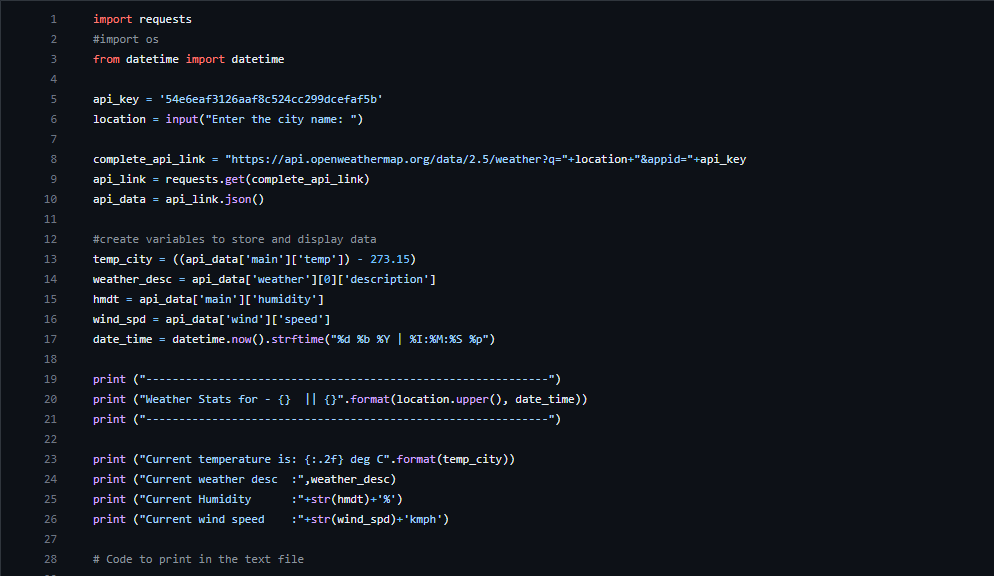 1 import requests
2 #import os
3 from datetime import datetime
4
5 api_key = '54e6eaf3126aaf8c524cc299dcefaf5b'
6 location = input("Enter the city name: ")
7
8 complete_api_link = "https://api.openweathermap.org/data/2.5/weather?q="+location+"&appid="+api_key
9 api_link = requests.get(complete_api_link)
10 api_data = api_link.json()
11
12 #create variables to store and display data
13 temp_city = ((api_data['main']['temp']) - 273.15)
14 weather_desc = api_data['weather'][0]['description']
15 hmdt = api_data['main']['humidity']
16 wind_spd = api_data['wind']['speed']
17 date_time = datetime.now().strftime("%d %b %Y | %I:%M:%S %p")
18
19 print ("-------------------------------------------------------------")
20 print ("Weather Stats for - {}  || {}".format(location.upper(), date_time))
21 print ("-------------------------------------------------------------")
22
23 print ("Current temperature is: {:.2f} deg C".format(temp_city))
24 print ("Current weather desc  :",weather_desc)
25 print ("Current Humidity      :"+str(hmdt)+'%')
26 print ("Current wind speed    :"+str(wind_spd)+'kmph')
27
28 # Code to print in the text file